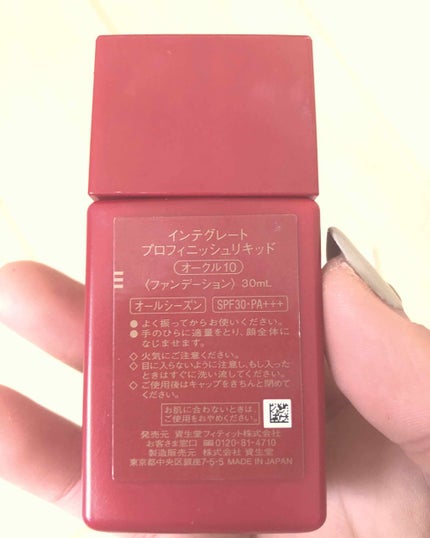 インテグレート
プロフィニッシュリキッド
オークル10
〈ファンデーション〉 30mL
オールシーズン SPF30・PA+++
●よく振ってからお使いください。
●手のひらに適量をとり、顔全体に
なじませます。
◇火気にご注意ください。
◇目に入らないように注意し、もし入った
ときはすぐに洗い流してください。
◇ご使用後はキャップをきちんと閉めて
ください。
お肌に合わないときは、
ご使用をおやめください。
発売元 資生堂フィティット株式会社
お客さま窓口 0120-81-4710
製造販売元 株式会社 資生堂
東京都中央区銀座7-5-5 MADE IN JAPAN